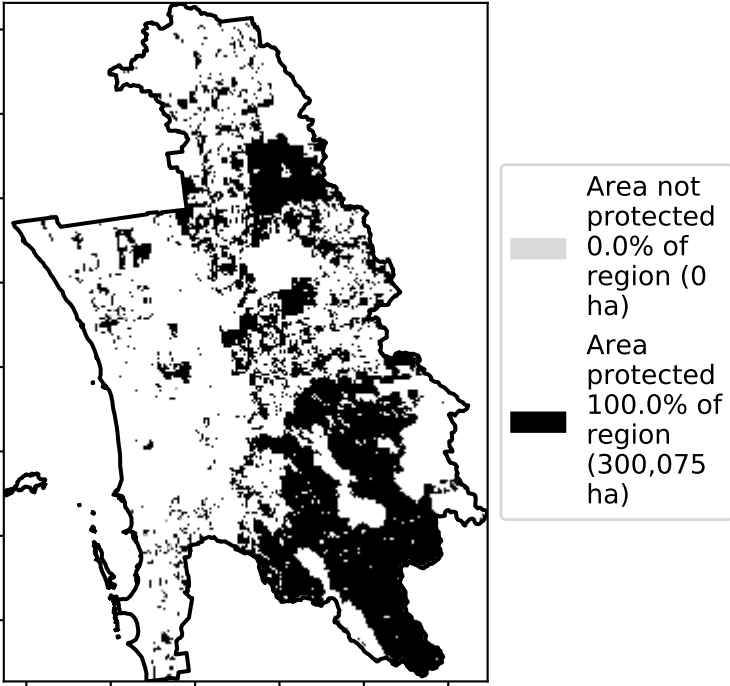 Area not
protected
0.0% of
region (0
ha)
Area
protected
100.0% of
region
(300,075
ha)